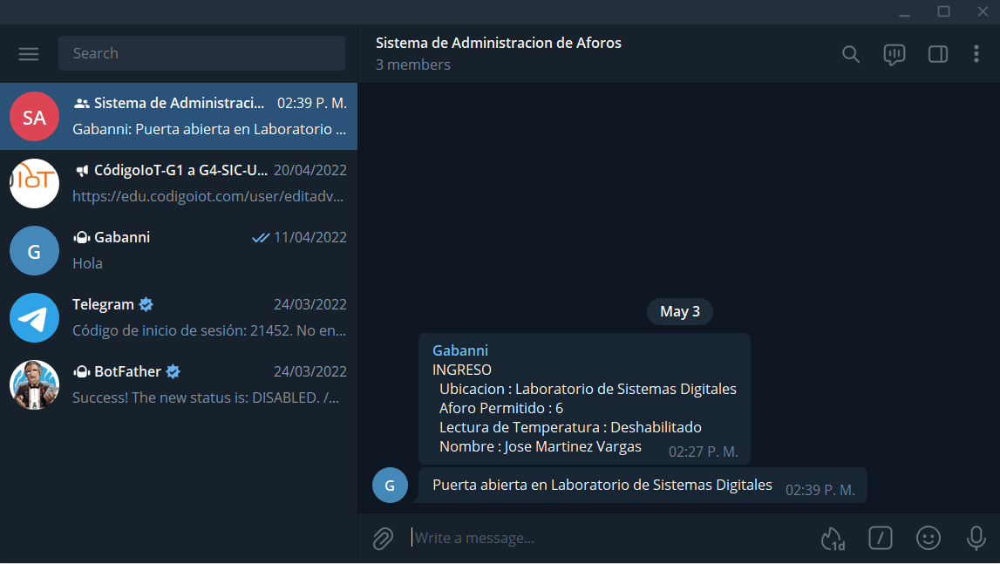 Search
SA
Sistema de Administraci...
02:39 P. M.
Gabanni: Puerta abierta en Laboratorio ...
IOT
CódigoIoT-G1 a G4-SIC-U...
20/04/2022
https://edu.codigoiot.com/user/editadv...
G
Gabanni
11/04/2022
Hola
Telegram
24/03/2022
Código de inicio de sesión: 21452. No en...
BotFather
24/03/2022
Success! The new status is: DISABLED. /...
Sistema de Administracion de Aforos
3 members
May 3
Gabanni
INGRESO
Ubicacion : Laboratorio de Sistemas Digitales
Aforo Permitido : 6
Lectura de Temperatura : Deshabilitado
Nombre : Jose Martinez Vargas
02:27 P. M.
G
Puerta abierta en Laboratorio de Sistemas Digitales
02:39 P. M.
Write a message...
1d